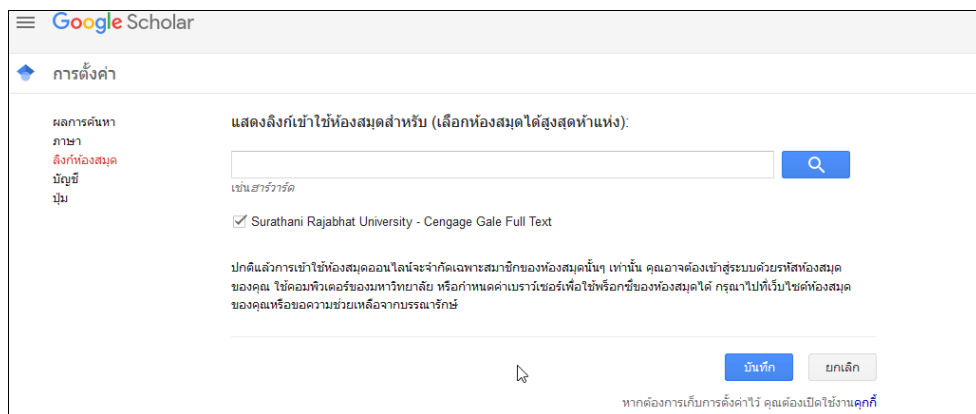 Google Scholar
การตั้งค่า
ผลการค้นหา
ภาษา
ลิงก์ห้องสมุด
บัญชี
ปุ่ม
แสดงลิงก์เข้าใช้ห้องสมุดสำหรับ (เลือกห้องสมุดได้สูงสุดห้าแห่ง):
เช่นฮาร์วาร์ด
Surathani Rajabhat University - Cengage Gale Full Text
ปกติแล้วการเข้าใช้ห้องสมุดออนไลน์จะจำกัดเฉพาะสมาชิกของห้องสมุดนั้นๆ เท่านั้น คุณอาจต้องเข้าสู่ระบบด้วยรหัสห้องสมุด
ของคุณ ใช้คอมพิวเตอร์ของมหาวิทยาลัย หรือกำหนดค่าเบราว์เซอร์เพื่อใช้พร็อกซี่ของห้องสมุดได้ กรุณาไปที่เว็บไซต์ห้องสมุด
ของคุณหรือขอความช่วยเหลือจากบรรณารักษ์
บันทึก ยกเลิก
หากต้องการเก็บการตั้งค่าไว้ คุณต้องเปิดใช้งานคุกกี้